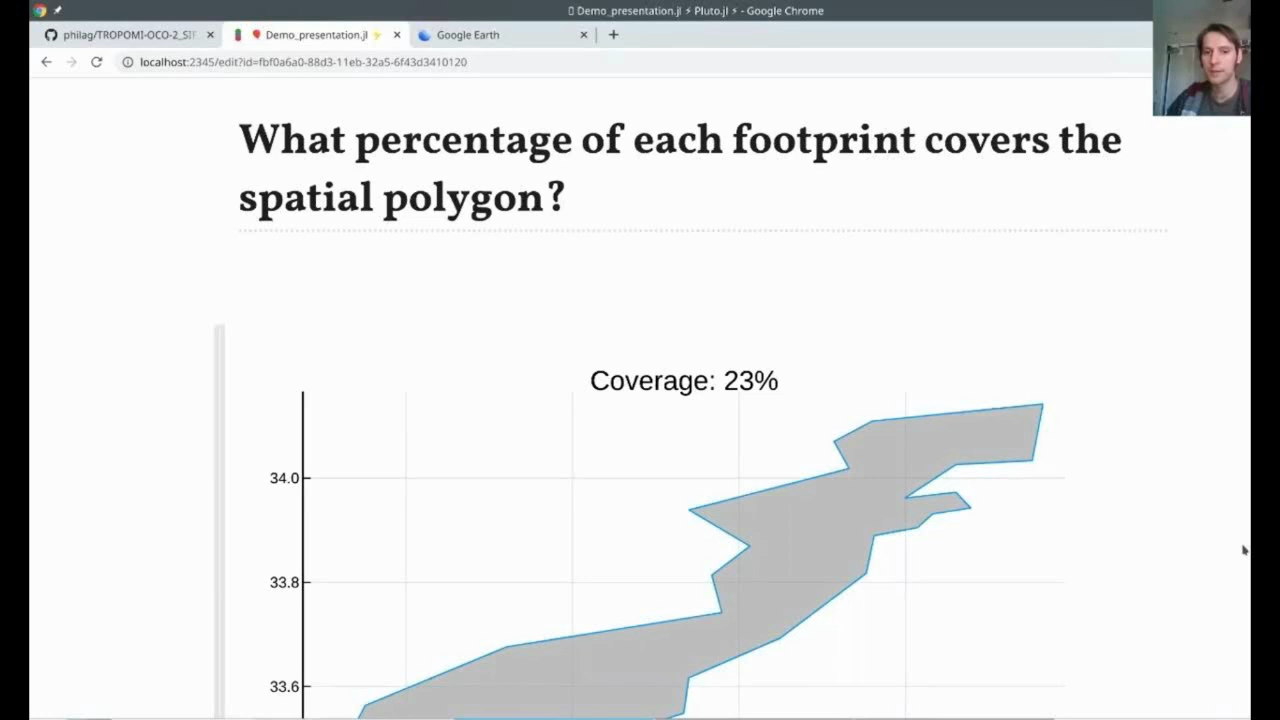 Demo_presentation.jl ⚡ Pluto.jl ⚡ - Google Chrome
philag/TROPOMI-OCO-2_SIF
Demo_presentation.jl
Google Earth
localhost:2345/edit?id=fbf0a6a0-88d3-11eb-32a5-6f43d3410120
What percentage of each footprint covers the
spatial polygon?
Coverage: 23%
34.0
33.8
33.6